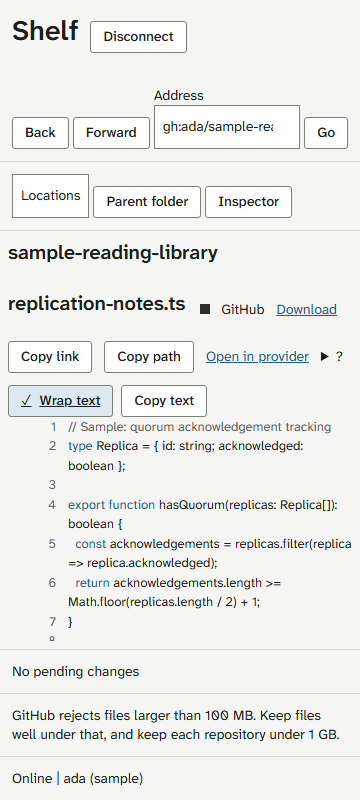 Shelf
Disconnect
Address
Back
Forward
gh:ada/sample-rea
Go
Locations
Parent folder
Inspector
sample-reading-library
replication-notes.ts
GitHub
Download
Copy link
Copy path
Open in provider
▶ ?
✓ Wrap text
Copy text
1 // Sample: quorum acknowledgement tracking
2 type Replica = { id: string; acknowledged:
boolean };
3
4 export function hasQuorum(replicas: Replica[]):
boolean {
5 const acknowledgements = replicas.filter(replica
=> replica.acknowledged);
6 return acknowledgements.length >=
Math.floor(replicas.length / 2) + 1;
7 }
No pending changes
GitHub rejects files larger than 100 MB. Keep files
well under that, and keep each repository under 1 GB.
Online | ada (sample)